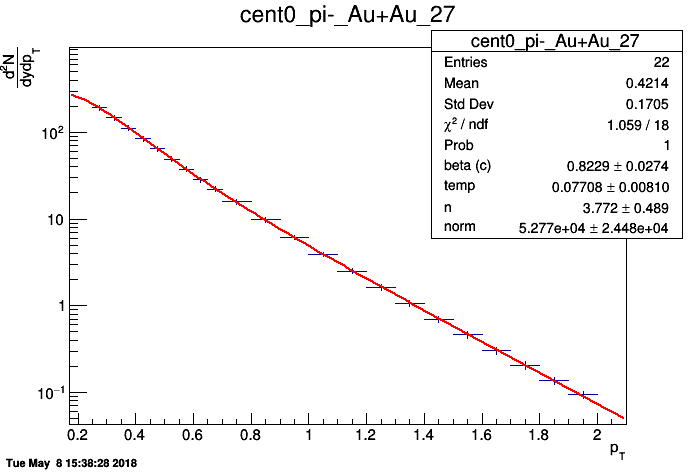 cent0_pi-_Au+Au_27
d²N
dydp_T
cent0_pi-_Au+Au_27
Entries 22
Mean 0.4214
Std Dev 0.1705
χ² / ndf 1.059 / 18
Prob 1
beta (c) 0.8229 ± 0.0274
temp 0.07708 ± 0.00810
n 3.772 ± 0.489
norm 5.277e+04 ± 2.448e+04
10²
10
1
10⁻¹
0.2 0.4 0.6 0.8 1 1.2 1.4 1.6 1.8 2
p_T
Tue May 8 15:38:28 2018